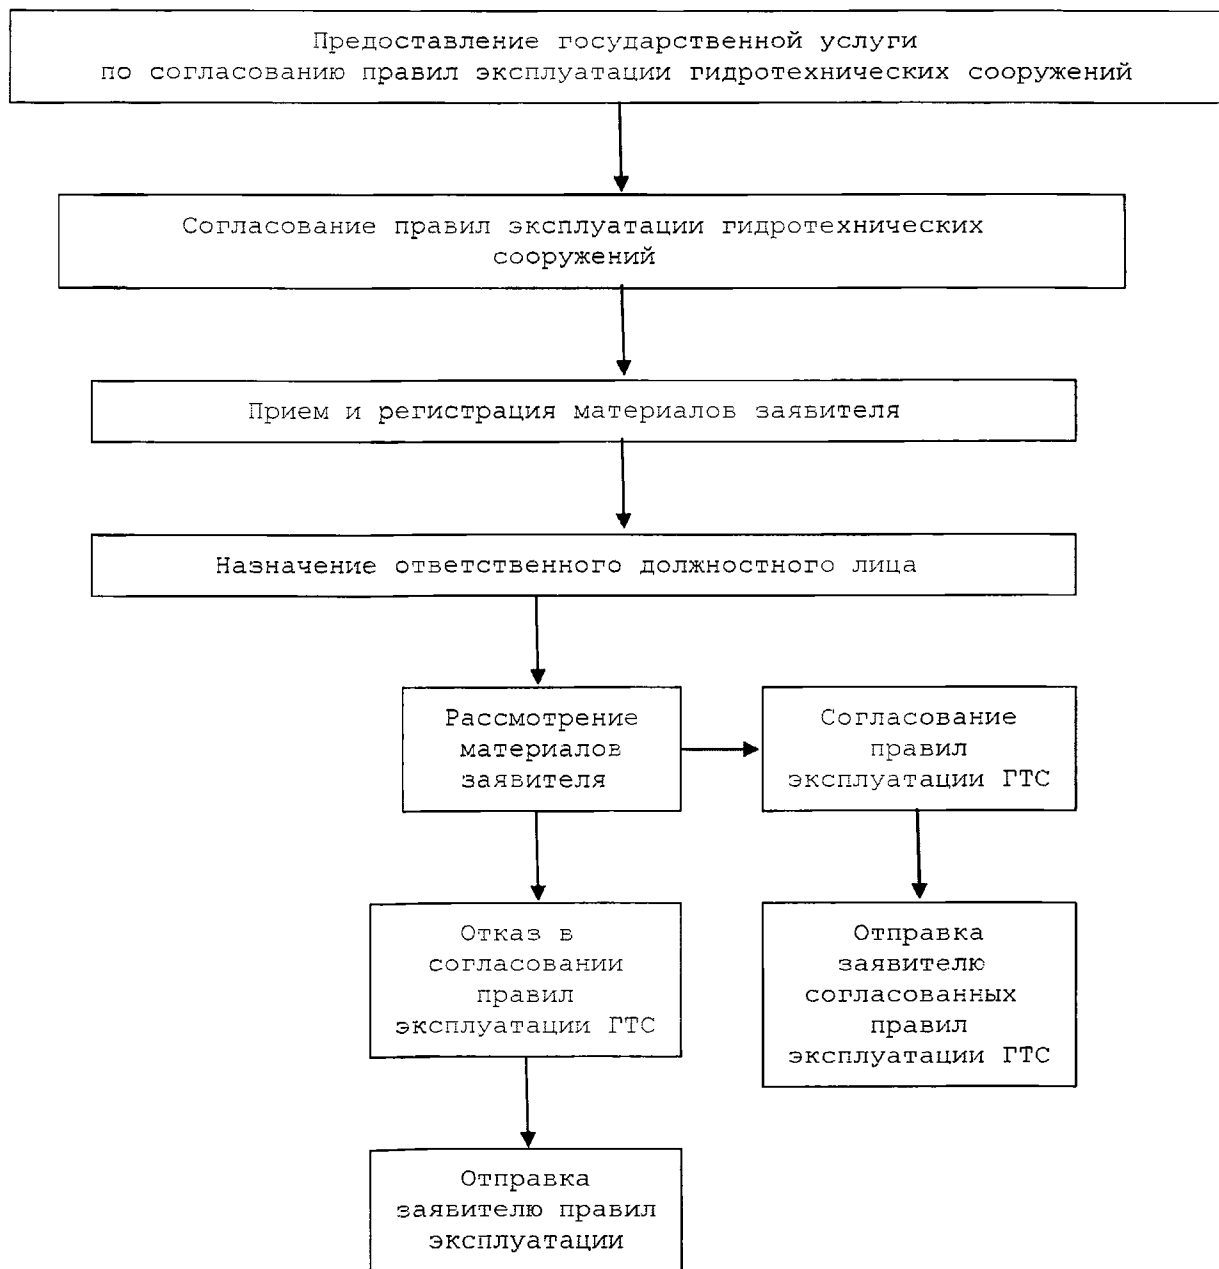 Предоставление государственной услуги
по согласованию правил эксплуатации гидротехнических сооружений
Согласование правил эксплуатации гидротехнических
сооружений
Прием и регистрация материалов заявителя
Назначение ответственного должностного лица
Рассмотрение
материалов
заявителя
Согласование
правил
эксплуатации ГТС
Отказ в
согласовании
правил
эксплуатации ГТС
Отправка
заявителю
согласованных
правил
эксплуатации ГТС
Отправка
заявителю правил
эксплуатации